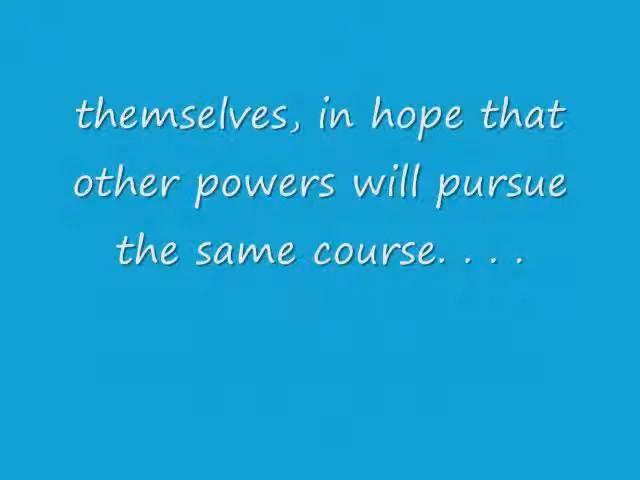 themselves, in hope that
other powers will pursue
the same course. . . .